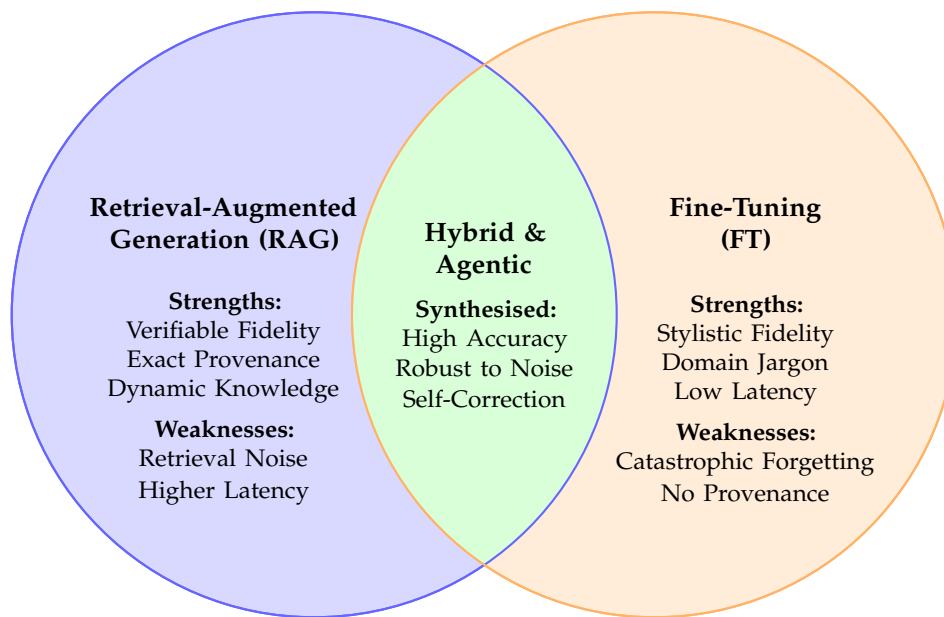 Retrieval-Augmented
Generation (RAG)
Strengths:
Verifiable Fidelity
Exact Provenance
Dynamic Knowledge
Weaknesses:
Retrieval Noise
Higher Latency
Hybrid &
Agentic
Synthesised:
High Accuracy
Robust to Noise
Self-Correction
Fine-Tuning
(FT)
Strengths:
Stylistic Fidelity
Domain Jargon
Low Latency
Weaknesses:
Catastrophic Forgetting
No Provenance